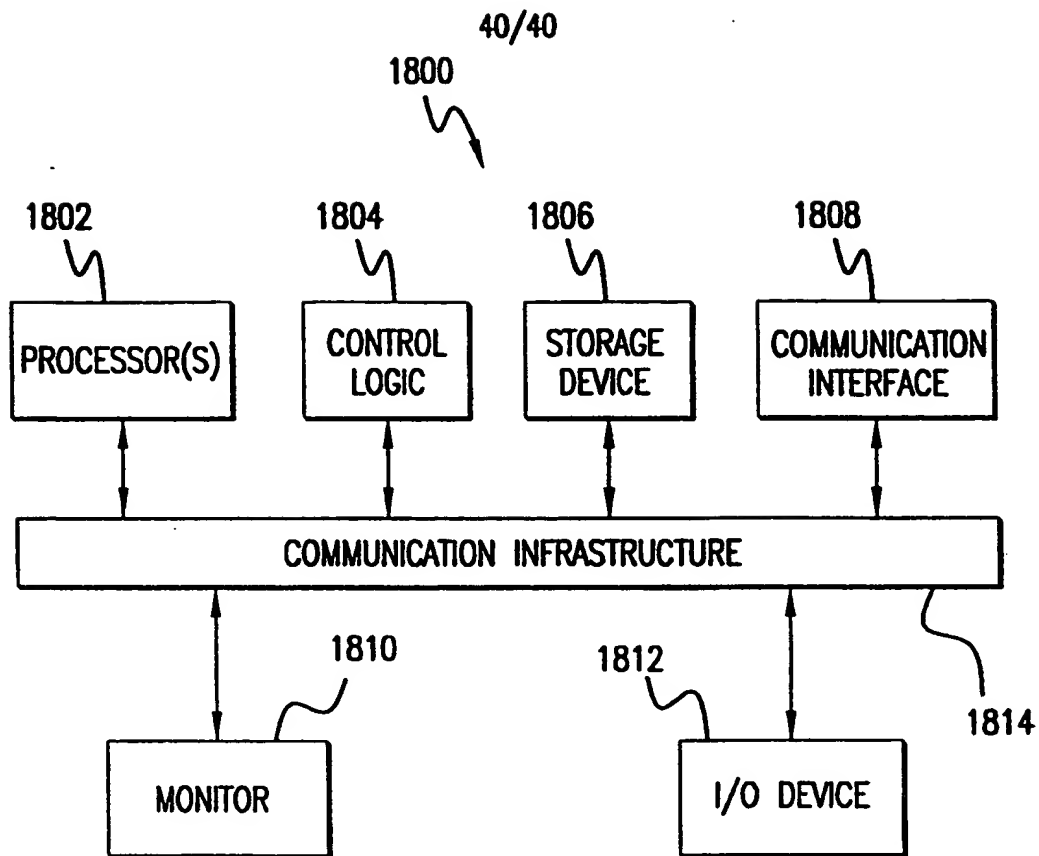 40/40
1800
1802
1804
1806
1808
PROCESSOR(S)
CONTROL
LOGIC
STORAGE
DEVICE
COMMUNICATION
INTERFACE
COMMUNICATION INFRASTRUCTURE
1810
1812
1814
MONITOR
I/O DEVICE